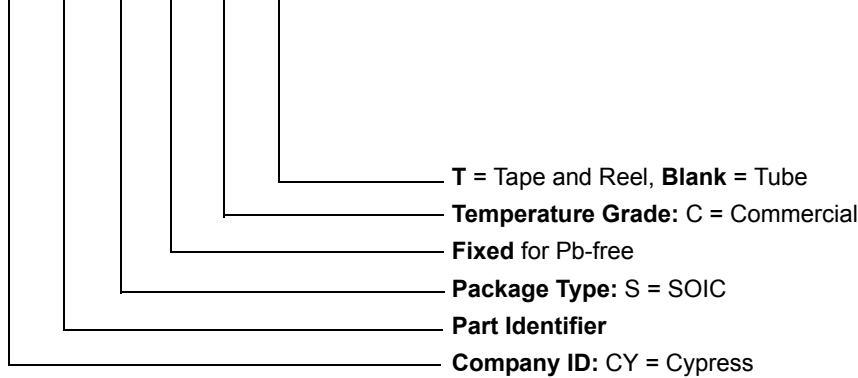 T = Tape and Reel, Blank = Tube
Temperature Grade: C = Commercial
Fixed for Pb-free
Package Type: S = SOIC
Part Identifier
Company ID: CY = Cypress